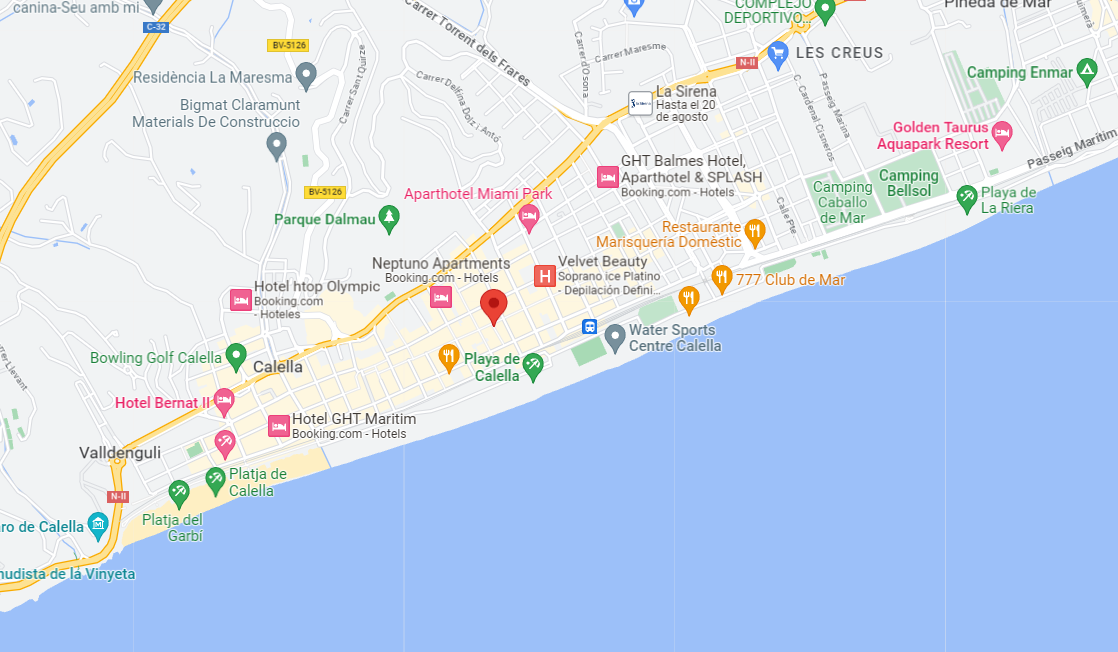 canina-Seu amb mi
C-32
BV-5126
Residència La Maresma
Bigmat Claramunt
Materials De Construccio
Carrer Sant Quirze
BV-5126
Parque Dalmau
Carrer Torrent dels Frares
Carrer Delfina Dolz i Antó
Carrer d'Osona
Carrer Maresme
COMPLEJO
DEPORTIVO...
Pineda de Mar
N-II
LES CREUS
La Sirena
Hasta el 20
de agosto
C. Cardenal Cisneros
Passeig Marina
Camping Enmar
Golden Taurus
Aquapark Resort
Passeig Marítim
GHT Balmes Hotel,
Aparthotel & SPLASH
Booking.com - Hotels
Camping
Bellsol
Camping
Caballo
de Mar
Playa de
La Riera
Calle Pte
Aparthotel Miami Park
Restaurante
Marisquería Domèstic
Neptuno Apartments
Booking.com - Hotels
H
Velvet Beauty
Soprano ice Platino
- Depilación Defini...
777 Club de Mar
Hotel htop Olympic
Booking.com
- Hoteles
Water Sports
Centre Calella
Bowling Golf Calella
Calella
Playa de
Calella
Carrer Llevant
Hotel Bernat II
Hotel GHT Maritim
Booking.com - Hotels
Valldenguli
Platja de
Calella
N-II
Platja del
Garbí
ro de Calella
nudista de la Vinyeta